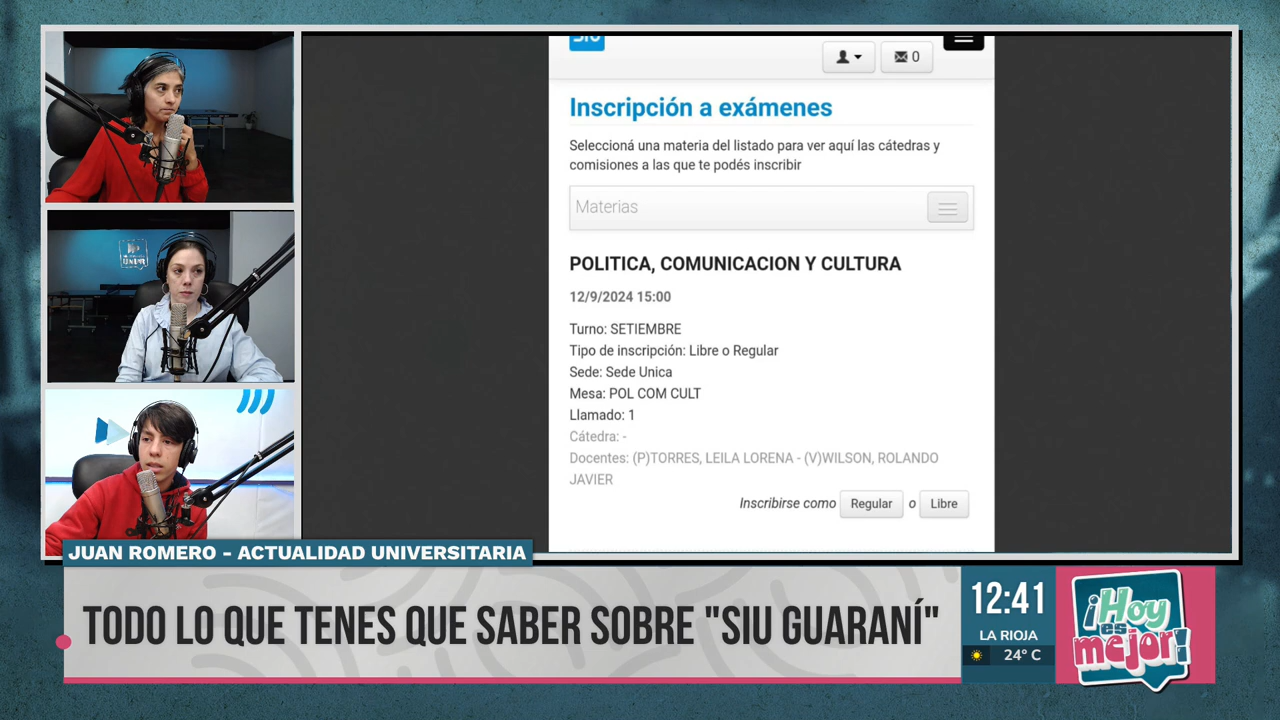 SIU
0
Inscripción a exámenes
Seleccioná una materia del listado para ver aquí las cátedras y
comisiones a las que te podés inscribir
Materias
POLITICA, COMUNICACION Y CULTURA
12/9/2024 15:00
Turno: SETIEMBRE
Tipo de inscripción: Libre o Regular
Sede: Sede Unica
Mesa: POL COM CULT
Llamado: 1
Cátedra: -
Docentes: (P)TORRES, LEILA LORENA - (V)WILSON, ROLANDO
JAVIER
Inscribirse como Regular o Libre
JUAN ROMERO - ACTUALIDAD UNIVERSITARIA
TODO LO QUE TENES QUE SABER SOBRE "SIU GUARANÍ"
12:41
LA RIOJA
24° C
¡Hoy
es
mejor!